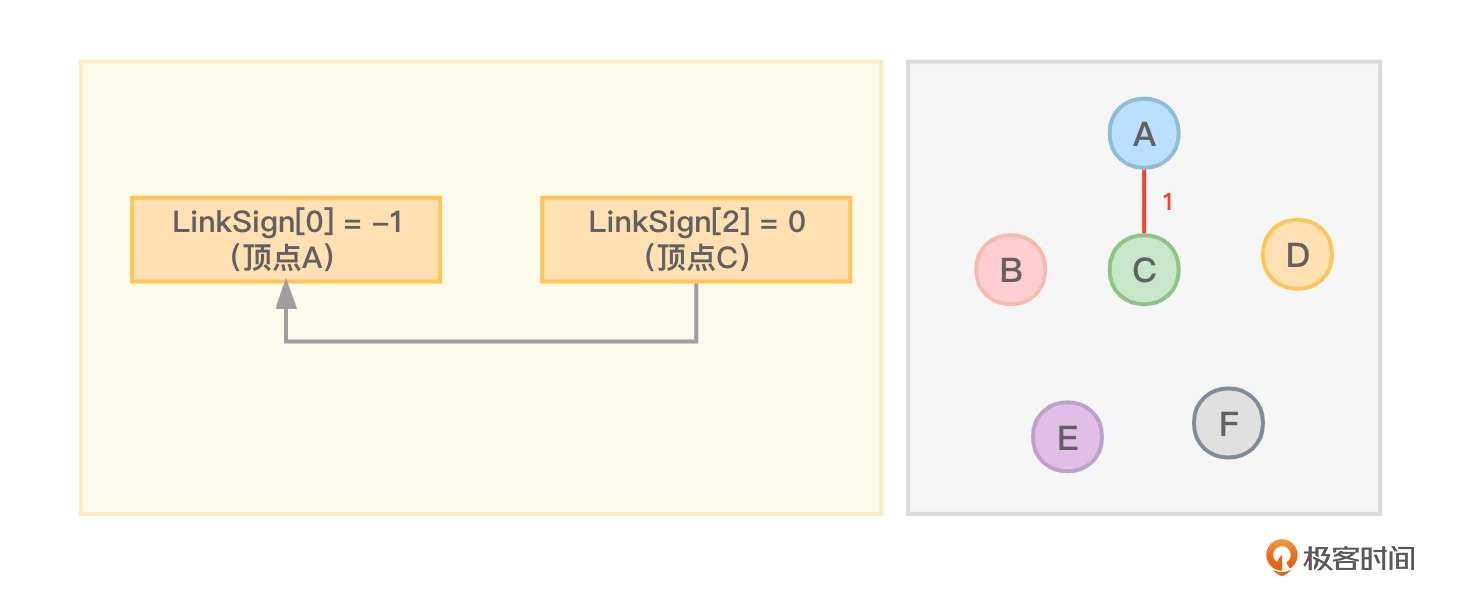 LinkSign[0] = –1
（顶点A）
LinkSign[2] = 0
（顶点C）
A
1
B
C
D
E
F
极客时间